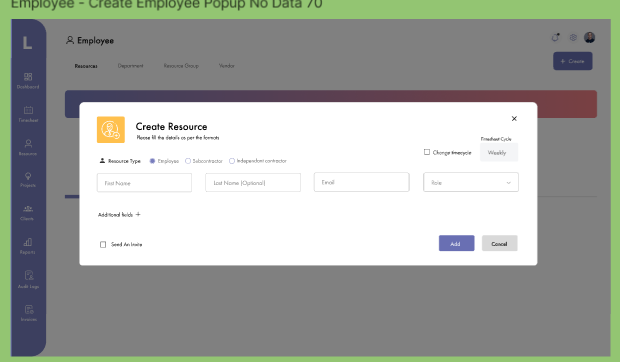 Employee - Create Employee Popup No Data 70
L
Employee
Resources Department Resource Group Vendor
+ Create
Dashboard
Timesheet
Resources
Projects
Clients
Reports
Audit Logs
Invoices
Create Resource
Please fill the details as per the formats
Timesheet Cycle
Change timecycle Weekly
Resource Type Employee Subcontractor Independent contractor
First Name Last Name (Optional) Email Role
Additional fields +
Send An Invite
Add Cancel